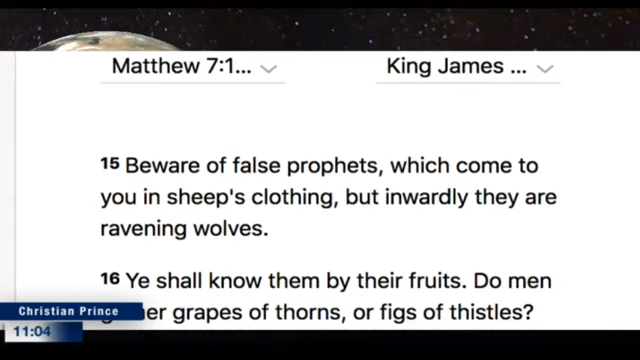 Matthew 7:1...
King James ...
15 Beware of false prophets, which come to
you in sheep's clothing, but inwardly they are
ravening wolves.
16 Ye shall know them by their fruits. Do men
grapes of thorns, or figs of thistles?
Christian Prince
11:04